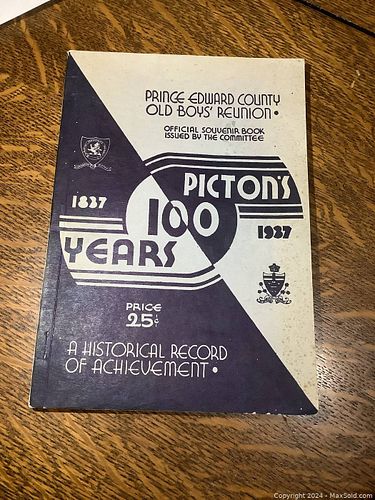 PRINCE EDWARD COUNTY
OLD BOYS' REUNION •
OFFICIAL SOUVENIR BOOK
ISSUED BY THE COMMITTEE
PICTON'S
1837
100
1937
YEARS
PRICE
25¢
A HISTORICAL RECORD
OF ACHIEVEMENT •
Copyright 2024 - MaxSold.com